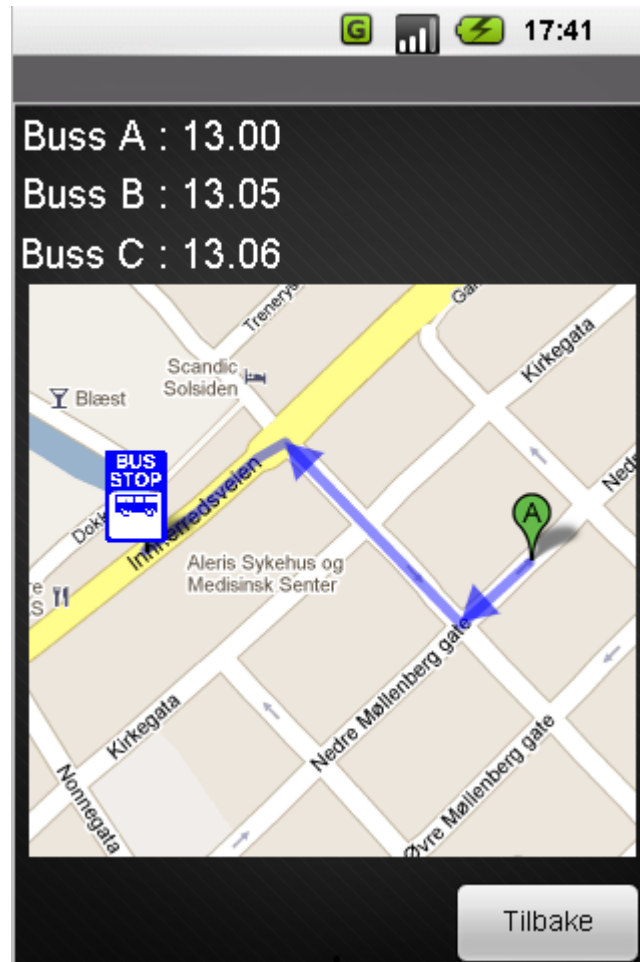 G
17:41
Buss A : 13.00
Buss B : 13.05
Buss C : 13.06
Kirkegata
Scandic
Solsiden
Blæst
BUS
STOP
Innherredsveien
A
Aleris Sykehus og
Medisinsk Senter
S
Nedre Møllenberg gate
Kirkegata
Nonnegata
Øvre Møllenberg gate
Tilbake